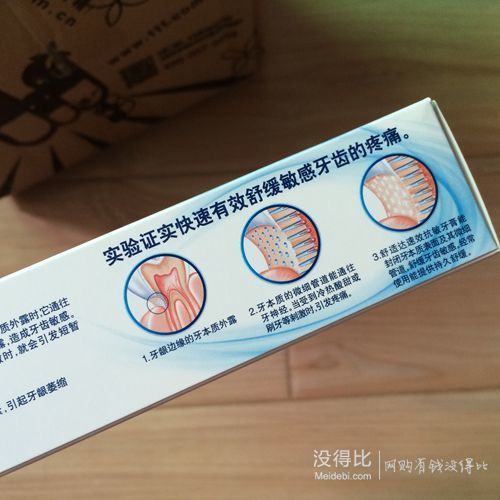 www.111.com.cn
实验证实快速有效舒缓敏感牙齿的疼痛。
质外露时,它通往
露,造成牙齿敏感。
激时,就会引发短暂
素,引起牙龈萎缩
1.牙龈边缘的牙本质外露
2.牙本质的微细管道能通往
牙神经,当受到冷热酸甜或
刷牙等刺激时,引发疼痛。
3.舒适达速效抗敏牙膏能
封闭牙本质表面及其微细
管道,舒缓牙齿敏感。经常
使用能提供持久舒缓。
没得比
Meidebi.com
网购有钱没得比